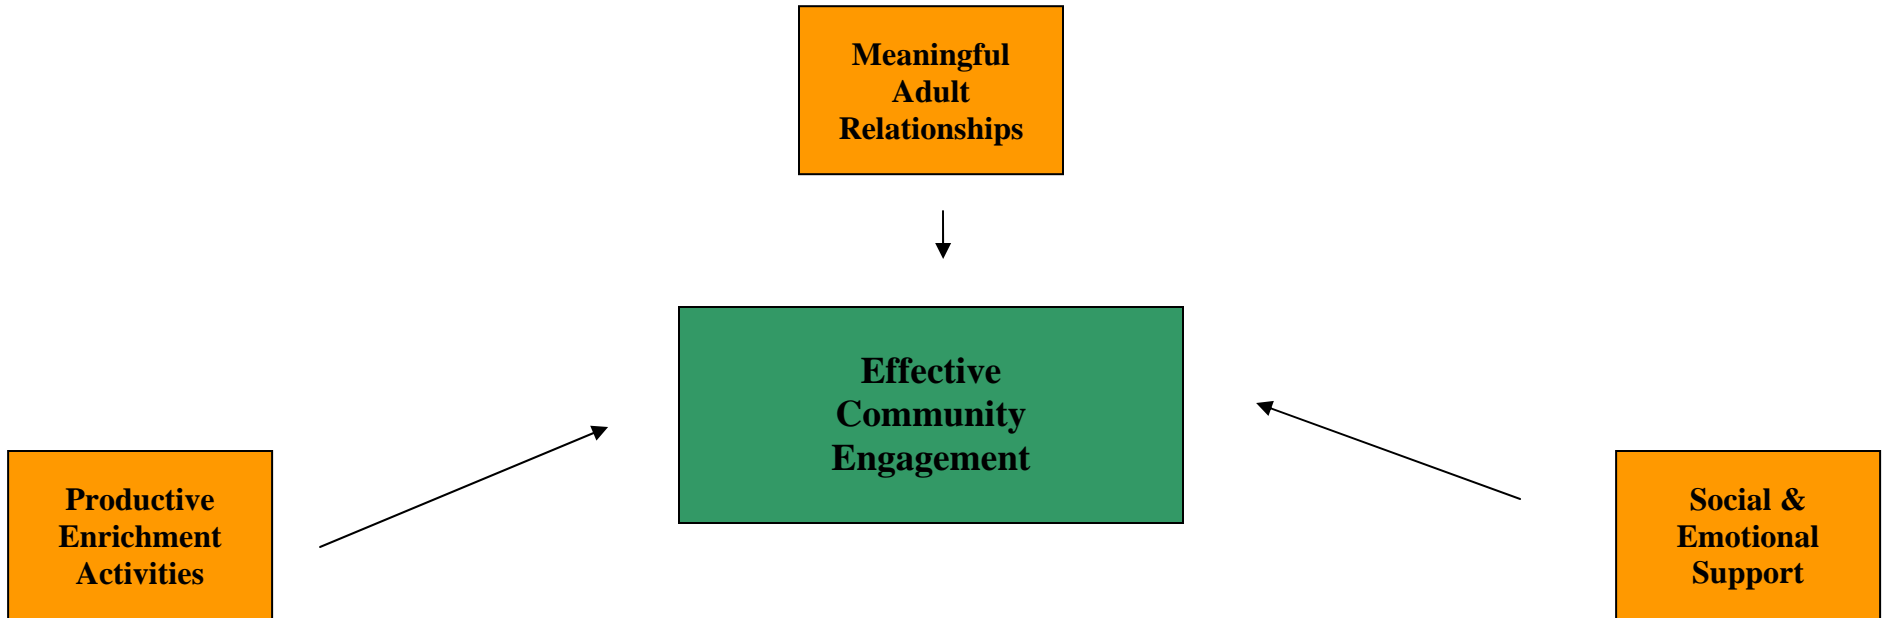 Meaningful
Adult
Relationships
Effective
Community
Engagement
Productive
Enrichment
Activities
Social &
Emotional
Support